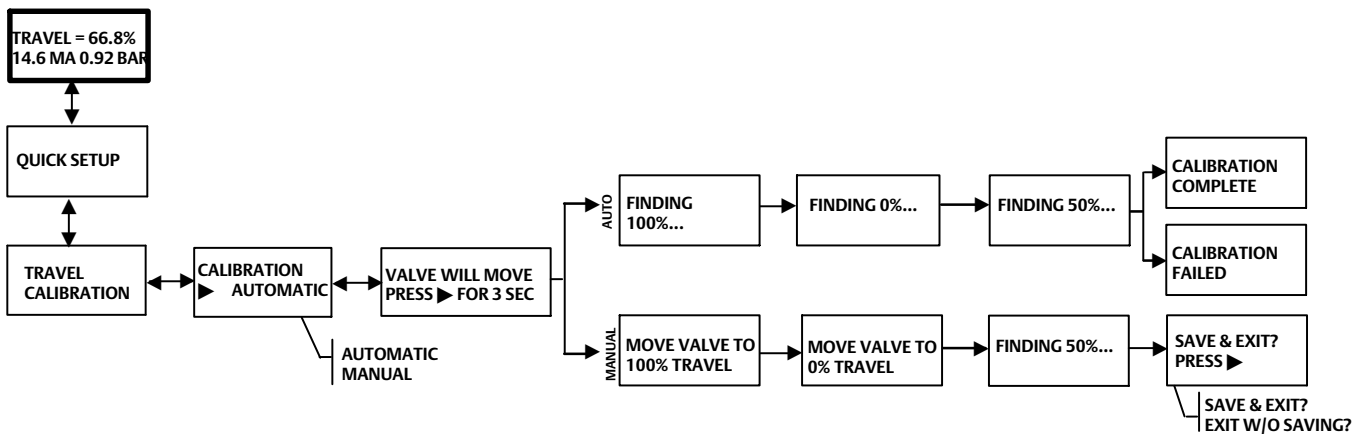 TRAVEL = 66.8%
14.6 MA 0.92 BAR
QUICK SETUP
TRAVEL
CALIBRATION
CALIBRATION
▶ AUTOMATIC
AUTOMATIC
MANUAL
VALVE WILL MOVE
PRESS ▶ FOR 3 SEC
AUTO
FINDING
100%...
FINDING 0%...
FINDING 50%...
CALIBRATION
COMPLETE
CALIBRATION
FAILED
MANUAL
MOVE VALVE TO
100% TRAVEL
MOVE VALVE TO
0% TRAVEL
FINDING 50%...
SAVE & EXIT?
PRESS ▶
SAVE & EXIT?
EXIT W/O SAVING?